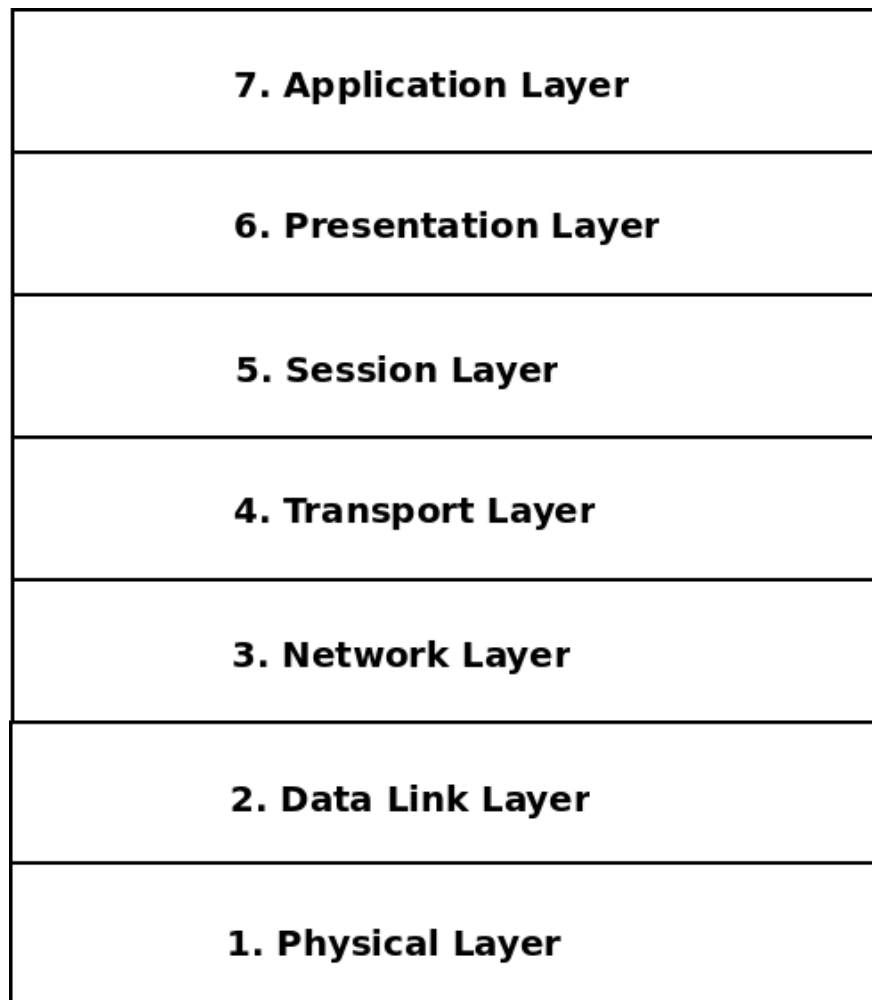 7. Application Layer
6. Presentation Layer
5. Session Layer
4. Transport Layer
3. Network Layer
2. Data Link Layer
1. Physical Layer